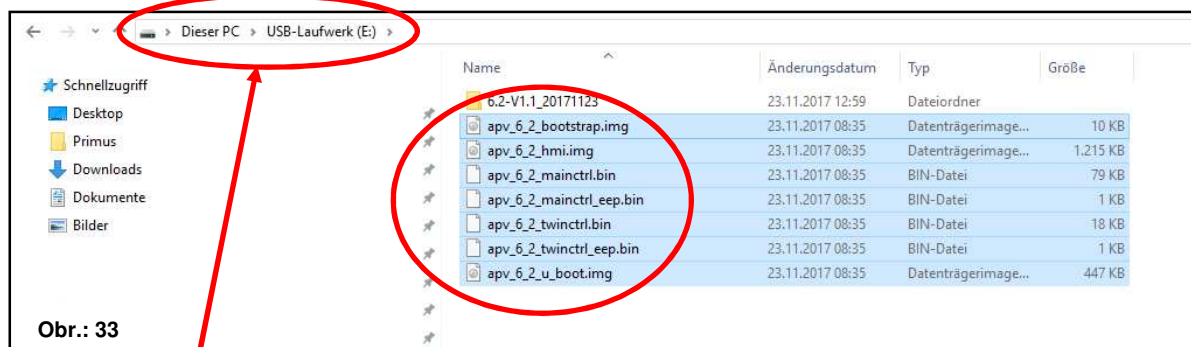 Dieser PC > USB-Laufwerk (E:) >
Name Änderungsdatum Typ Größe
Schnellzugriff
Desktop
Primus
Downloads
Dokumente
Bilder
6.2-V1.1_20171123 23.11.2017 12:59 Dateiordner
apv_6_2_bootstrap.img 23.11.2017 08:35 Datenträgerimage... 10 KB
apv_6_2_hmi.img 23.11.2017 08:35 Datenträgerimage... 1.215 KB
apv_6_2_mainctrl.bin 23.11.2017 08:35 BIN-Datei 79 KB
apv_6_2_mainctrl_eep.bin 23.11.2017 08:35 BIN-Datei 1 KB
apv_6_2_twinctrl.bin 23.11.2017 08:35 BIN-Datei 18 KB
apv_6_2_twinctrl_eep.bin 23.11.2017 08:35 BIN-Datei 1 KB
apv_6_2_u_boot.img 23.11.2017 08:35 Datenträgerimage... 447 KB
Obr.: 33